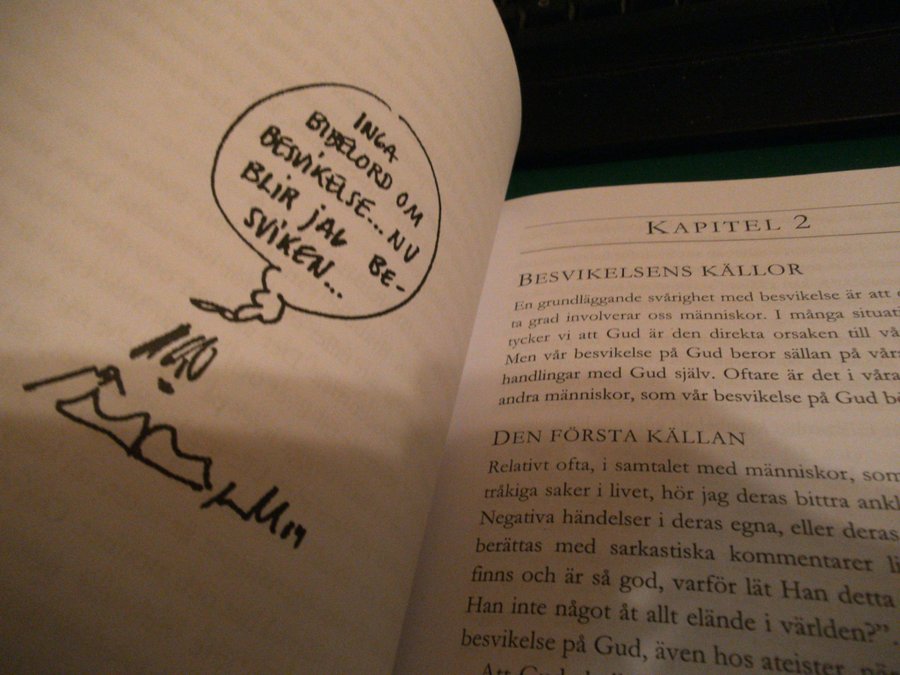 INGA
BIBELORD OM
BESVIKELSE... NU
BLIR JAG BE-
SVIKEN...
KAPITEL 2
BESVIKELSENS KÄLLOR
En grundläggande svårighet med besvikelse är att
ta grad involverar oss människor. I många situati
tycker vi att Gud är den direkta orsaken till vå
Men vår besvikelse på Gud beror sällan på våra
handlingar med Gud själv. Oftare är det i våra
andra människor, som vår besvikelse på Gud bö
DEN FÖRSTA KÄLLAN
Relativt ofta, i samtalet med människor, som
tråkiga saker i livet, hör jag deras bittra ankl
Negativa händelser i deras egna, eller deras
berättas med sarkastiska kommentarer li
finns och är så god, varför lät Han detta
Han inte något åt allt elände i världen?"
besvikelse på Gud, även hos ateister,